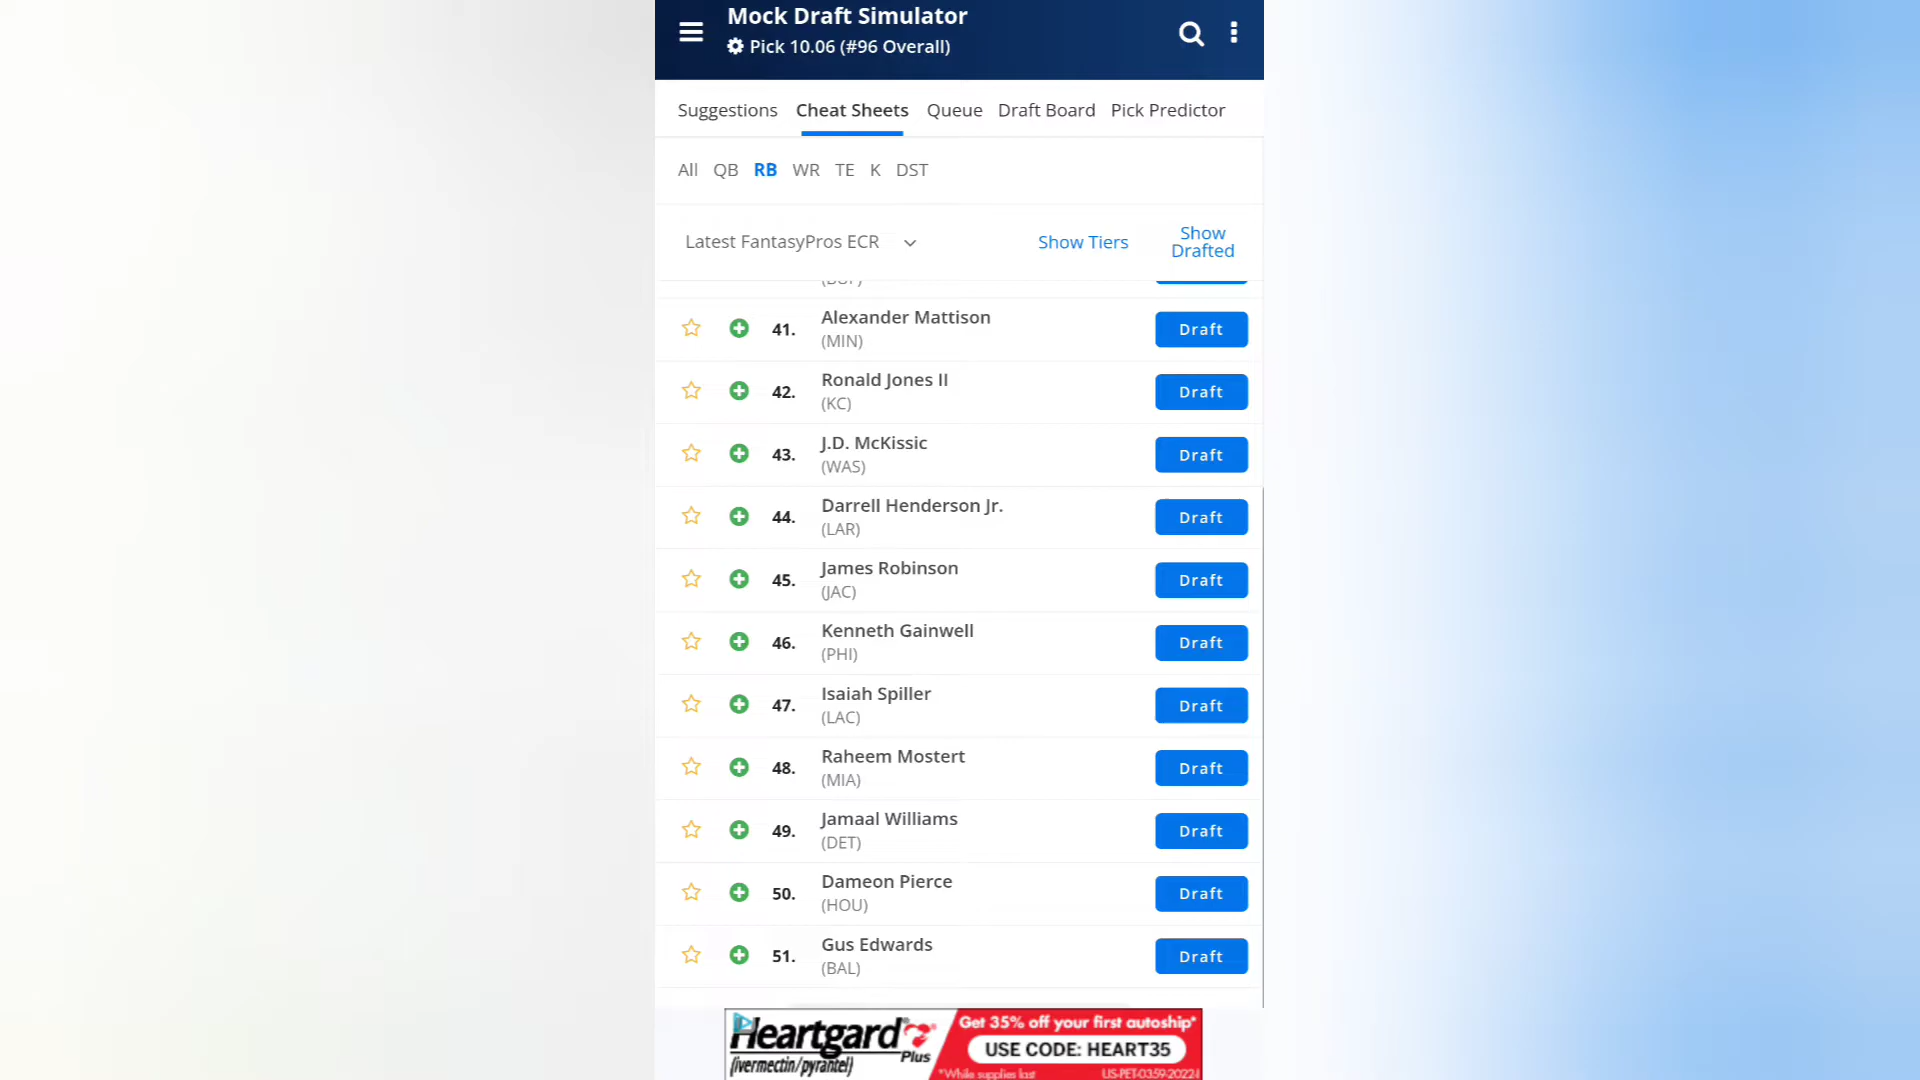 Mock Draft Simulator
Pick 10.06 (#96 Overall)
Suggestions Cheat Sheets Queue Draft Board Pick Predictor
All QB RB WR TE K DST
Latest FantasyPros ECR Show Tiers Show Drafted
41. Alexander Mattison Draft
(MIN)
42. Ronald Jones II Draft
(KC)
43. J.D. McKissic Draft
(WAS)
44. Darrell Henderson Jr. Draft
(LAR)
45. James Robinson Draft
(JAC)
46. Kenneth Gainwell Draft
(PHI)
47. Isaiah Spiller Draft
(LAC)
48. Raheem Mostert Draft
(MIA)
49. Jamaal Williams Draft
(DET)
50. Dameon Pierce Draft
(HOU)
51. Gus Edwards Draft
(BAL)
Heartgard Plus
(ivermectin/pyrantel)
Get 35% off your first autoship*
USE CODE: HEART35
*While supplies last